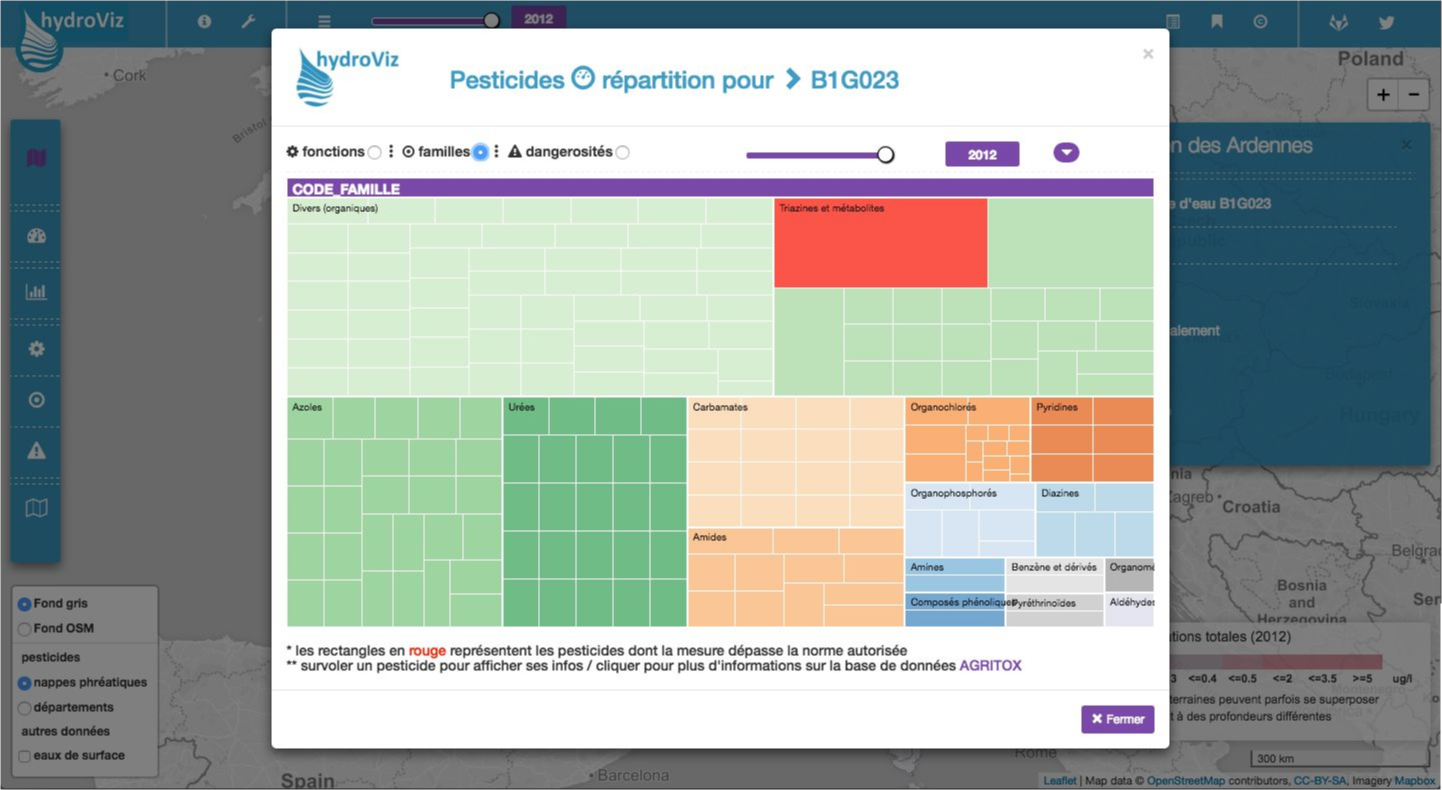 hydroViz
2012
Cork
Bristol
Poland
+ −
hydroViz
Pesticides répartition pour B1G023
×
fonctions familles dangerosités 2012
CODE_FAMILLE
Divers (organiques)
Triazines et métabolites
Azoles
Urées
Carbamates
Organochlorés
Pyridines
Organophosphorés
Diazines
Amides
Amines
Benzène et dérivés
Organomé
Composés phénolique
Pyréthrinoïdes
Aldéhydes
* les rectangles en rouge représentent les pesticides dont la mesure dépasse la norme autorisée
** survoler un pesticide pour afficher ses infos / cliquer pour plus d'informations sur la base de données AGRITOX
× Fermer
n des Ardennes
×
e d'eau B1G023
public
Slovakia
alement
Budapest
Hungary
nia
Zagreb
Croatia
Belgra
Bosnia
and
Herzegovina
Ser
Fond gris
Fond OSM
pesticides
nappes phréatiques
départements
autres données
eaux de surface
tions totales (2012)
3 <=0.4 <=0.5 <=2 <=3.5 >=5 ug/l
terraines peuvent parfois se superposer
t à des profondeurs différentes
Rome
300 km
Spain
Barcelona
Leaflet | Map data © OpenStreetMap contributors, CC-BY-SA, Imagery Mapbox